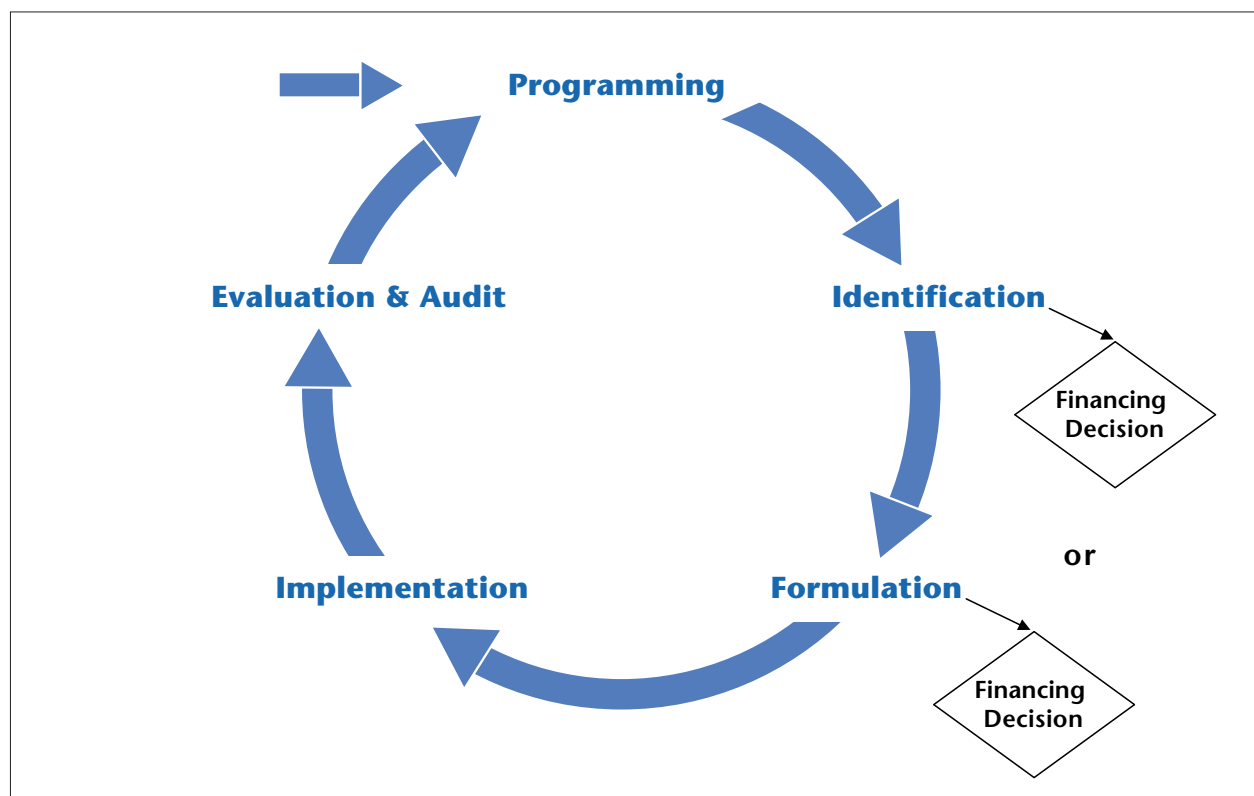 Programming
Evaluation & Audit
Identification
Financing
Decision
or
Implementation
Formulation
Financing
Decision